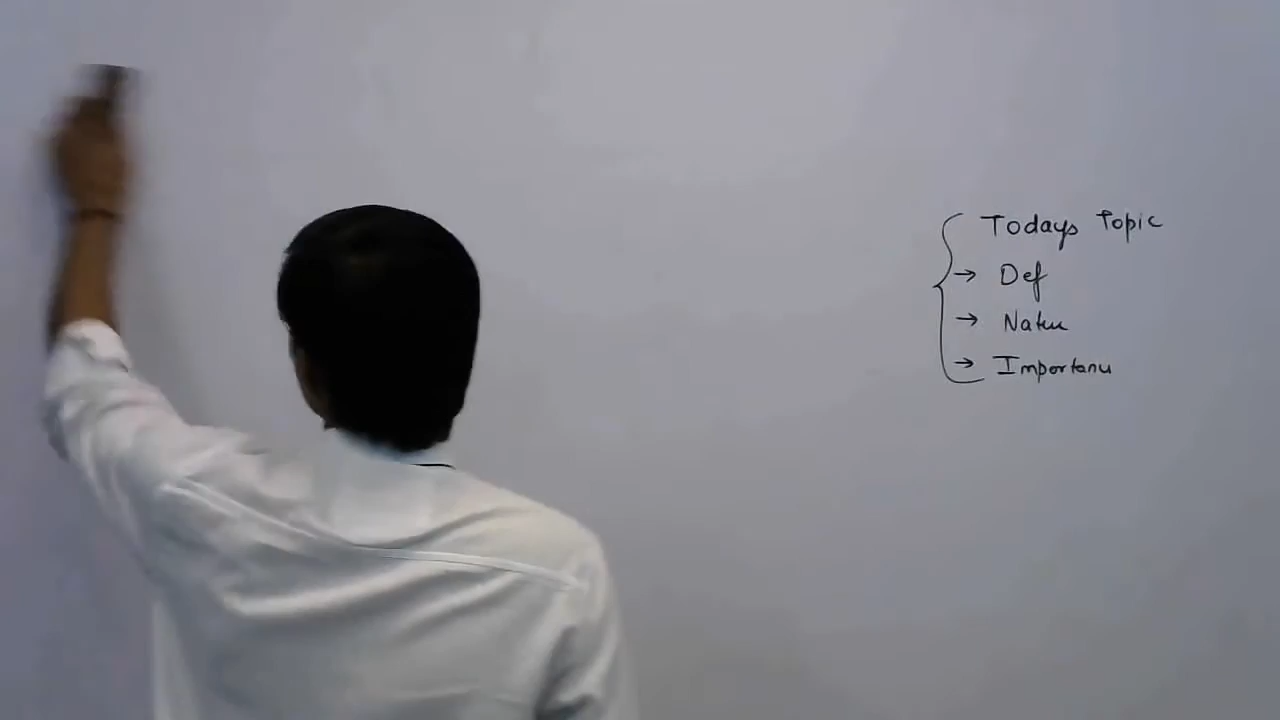 Todays Topic
→ Def
→ Natu
→ Importanu